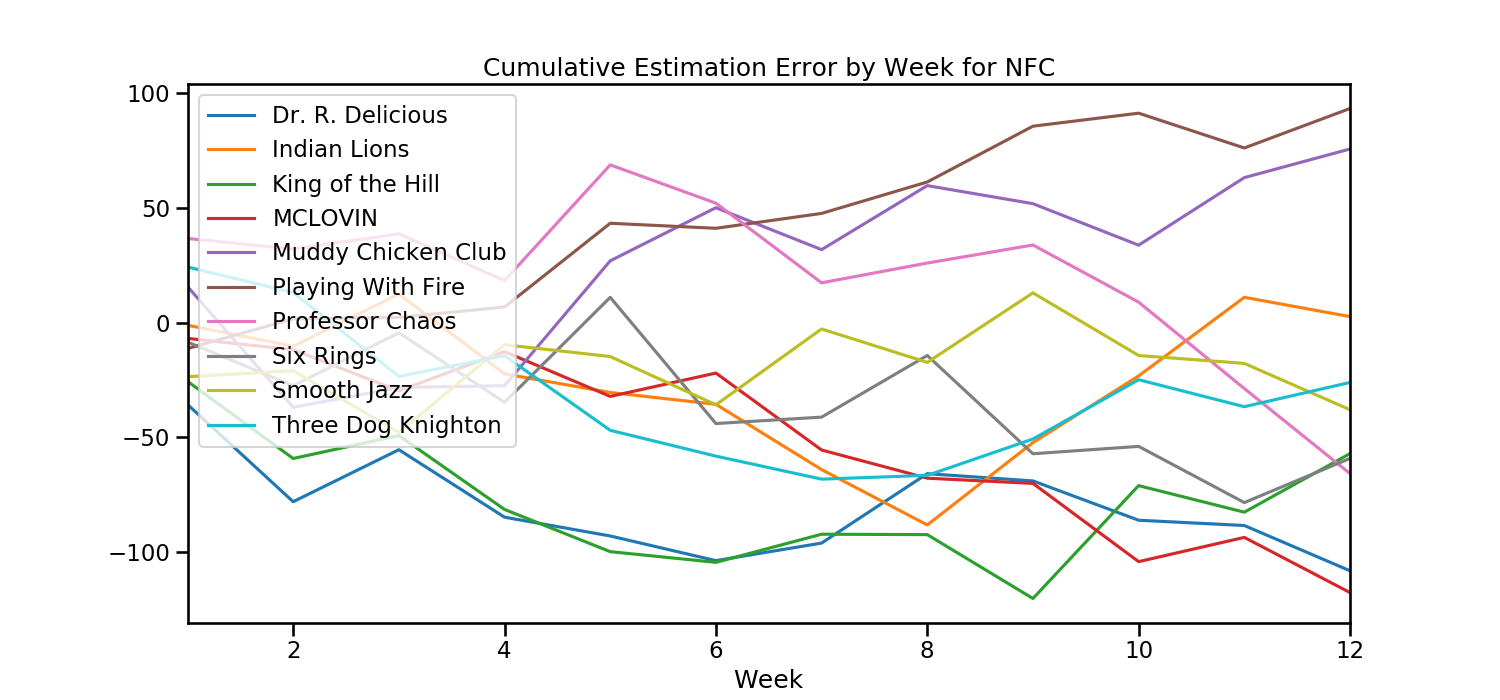 Cumulative Estimation Error by Week for NFC
100
50
0
−50
−100
Dr. R. Delicious
Indian Lions
King of the Hill
MCLOVIN
Muddy Chicken Club
Playing With Fire
Professor Chaos
Six Rings
Smooth Jazz
Three Dog Knighton
2 4 6 8 10 12
Week